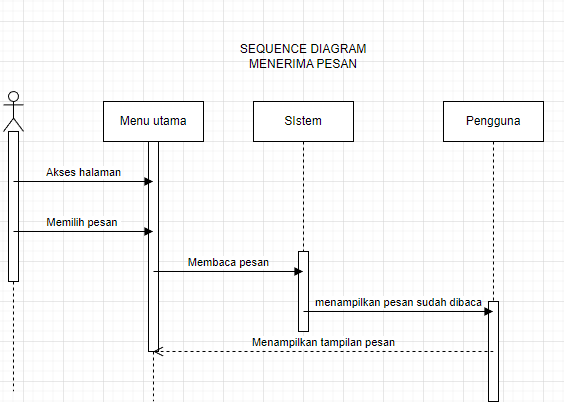 SEQUENCE DIAGRAM
MENERIMA PESAN
Menu utama
SIstem
Pengguna
Akses halaman
Memilih pesan
Membaca pesan
menampilkan pesan sudah dibaca
Menampilkan tampilan pesan